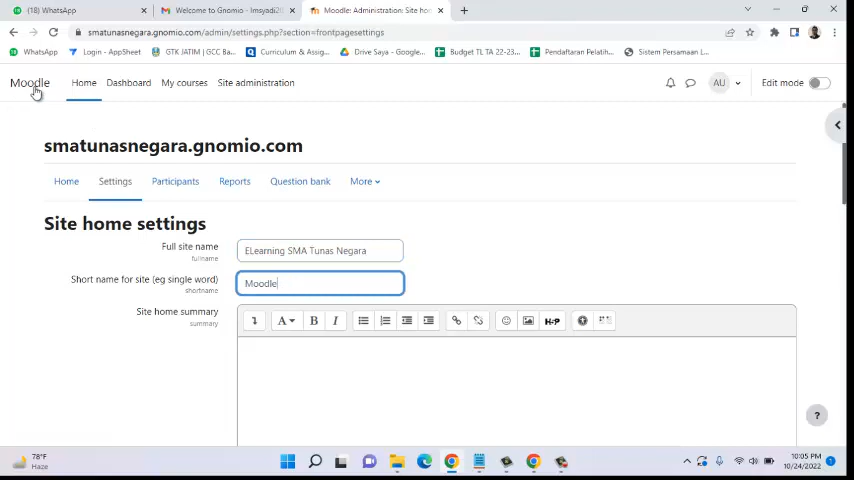 (18) WhatsApp
Welcome to Gnomio - lmsyadi20
Moodle: Administration: Site hom
smatunasnegara.gnomio.com/admin/settings.php?section=frontpagesettings
WhatsApp
Login - AppSheet
GTK JATIM | GCC Ba...
Curriculum & Assig...
Drive Saya - Google...
Budget TL TA 22-23...
Pendaftaran Pelatih...
Sistem Persamaan L...
Moodle
Home
Dashboard
My courses
Site administration
AU
Edit mode
smatunasnegara.gnomio.com
Home
Settings
Participants
Reports
Question bank
More
Site home settings
Full site name
fullname
ELearning SMA Tunas Negara
Short name for site (eg single word)
shortname
Moodle
Site home summary
summary
A
B
I
H-P
?
78°F
Haze
10:05 PM
10/24/2022